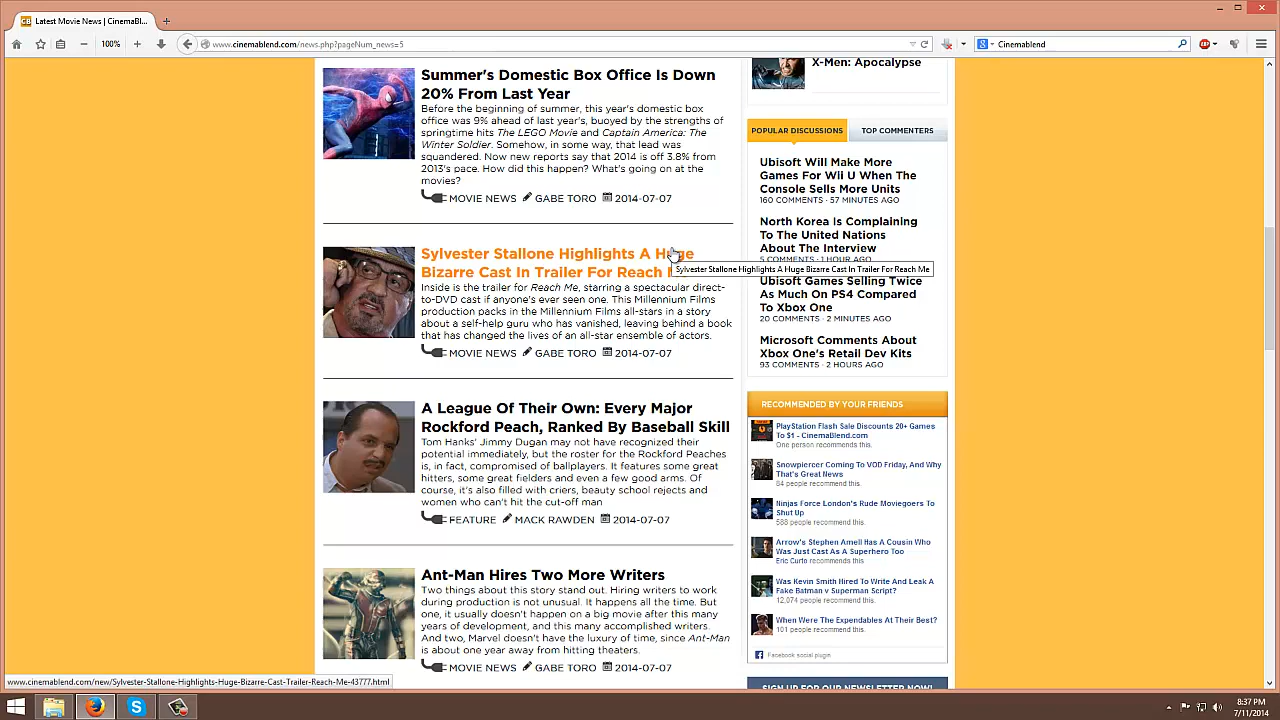 Latest Movie News | CinemaBl...
100%
www.cinemablend.com/news.php?pageNum_news=5
Cinemablend
Summer's Domestic Box Office Is Down
20% From Last Year
Before the beginning of summer, this year's domestic box
office was 9% ahead of last year's, buoyed by the strengths of
springtime hits The LEGO Movie and Captain America: The
Winter Soldier. Somehow, in some way, that lead was
squandered. Now new reports say that 2014 is off 3.8% from
2013's pace. How did this happen? What's going on at the
movies?
MOVIE NEWS GABE TORO 2014-07-07
Sylvester Stallone Highlights A Huge
Bizarre Cast In Trailer For Reach
Sylvester Stallone Highlights A Huge Bizarre Cast In Trailer For Reach Me
Inside is the trailer for Reach Me, starring a spectacular direct-
to-DVD cast if anyone's ever seen one. This Millennium Films
production packs in the Millennium Films all-stars in a story
about a self-help guru who has vanished, leaving behind a book
that has changed the lives of an all-star ensemble of actors.
MOVIE NEWS GABE TORO 2014-07-07
A League Of Their Own: Every Major
Rockford Peach, Ranked By Baseball Skill
Tom Hanks' Jimmy Dugan may not have recognized their
potential immediately, but the roster for the Rockford Peaches
is, in fact, compromised of ballplayers. It features some great
hitters, some great fielders and even a few good arms. Of
course, it's also filled with criers, beauty school rejects and
women who can't hit the cut-off man
FEATURE MACK RAWDEN 2014-07-07
Ant-Man Hires Two More Writers
Two things about this story stand out. Hiring writers to work
during production is not unusual. It happens all the time. But
one, it usually doesn't happen on a big movie after this many
years of development, and this many accomplished writers.
And two, Marvel doesn't have the luxury of time, since Ant-Man
is about one year away from hitting theaters.
MOVIE NEWS GABE TORO 2014-07-07
X-Men: Apocalypse
POPULAR DISCUSSIONS TOP COMMENTERS
Ubisoft Will Make More
Games For Wii U When The
Console Sells More Units
160 COMMENTS · 57 MINUTES AGO
North Korea Is Complaining
To The United Nations
About The Interview
5 COMMENTS · 1 HOUR AGO
Ubisoft Games Selling Twice
As Much On PS4 Compared
To Xbox One
20 COMMENTS · 2 MINUTES AGO
Microsoft Comments About
Xbox One's Retail Dev Kits
93 COMMENTS · 2 HOURS AGO
RECOMMENDED BY YOUR FRIENDS
PlayStation Flash Sale Discounts 20+ Games
To $1 - CinemaBlend.com
One person recommends this.
Snowpiercer Coming To VOD Friday, And Why
That's Great News
84 people recommend this.
Ninjas Force London's Rude Moviegoers To
Shut Up
588 people recommend this.
Arrow's Stephen Amell Has A Cousin Who
Was Just Cast As A Superhero Too
Eric Curto recommends this.
Was Kevin Smith Hired To Write And Leak A
Fake Batman v Superman Script?
12,074 people recommend this.
When Were The Expendables At Their Best?
101 people recommend this.
Facebook social plugin
SIGN UP FOR OUR NEWSLETTER NOW!
www.cinemablend.com/new/Sylvester-Stallone-Highlights-Huge-Bizarre-Cast-Trailer-Reach-Me-43777.html
8:37 PM
7/11/2014